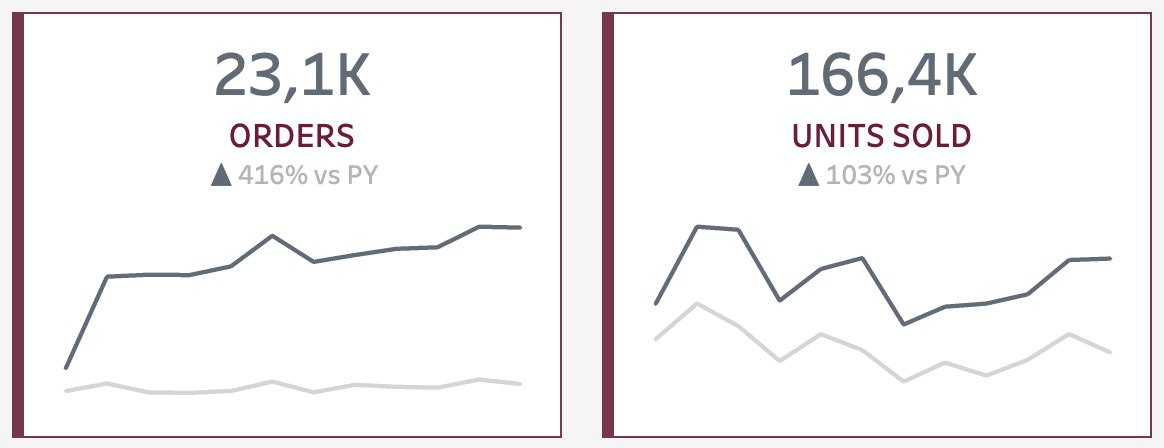 23,1K
ORDERS
▲ 416% vs PY
166,4K
UNITS SOLD
▲ 103% vs PY